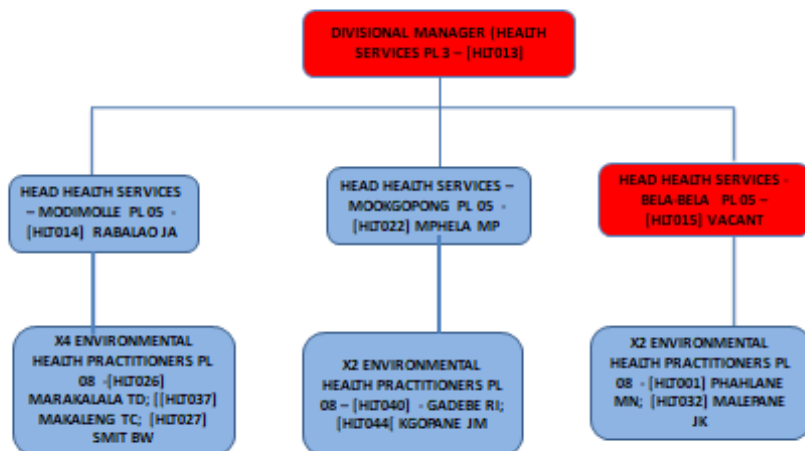 DIVISIONAL MANAGER (HEALTH
SERVICES PL 3 – [HLT013]
HEAD HEALTH SERVICES
– MODIMOLLE PL 05 -
[HLT014] RABALAO JA
HEAD HEALTH SERVICES –
MOOKGOPONG PL 05 -
[HLT022] MPHELA MP
HEAD HEALTH SERVICES -
BELA-BELA PL 05 –
[HLT015] VACANT
X4 ENVIRONMENTAL
HEALTH PRACTITIONERS PL
08 -[HLT026]
MARAKALALA TD; [[HLT037]
MAKALENG TC; [HLT027]
SMIT BW
X2 ENVIRONMENTAL
HEALTH PRACTITIONERS PL
08 – [HLT040] - GADEBE RI;
[HLT044[ KGOPANE JM
X2 ENVIRONMENTAL
HEALTH PRACTITIONERS PL
08 - [HLT001] PHAHLANE
MN; [HLT032] MALEPANE
JK